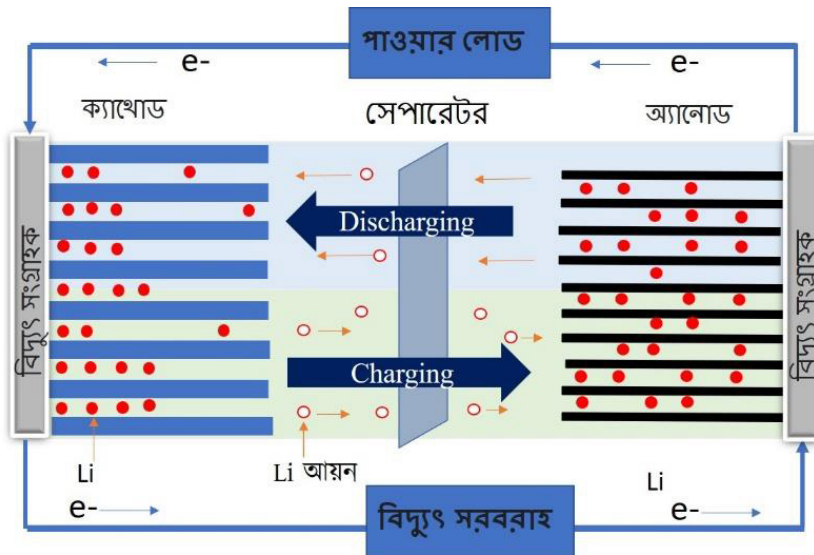 পাওয়ার লোড
e-
e-
ক্যাথোড
সেপারেটর
অ্যানোড
বিদ্যুৎ সংগ্রাহক
Discharging
বিদ্যুৎ সংগ্রাহক
Charging
Li
Li আয়ন
Li
e-
e-
বিদ্যুৎ সরবরাহ